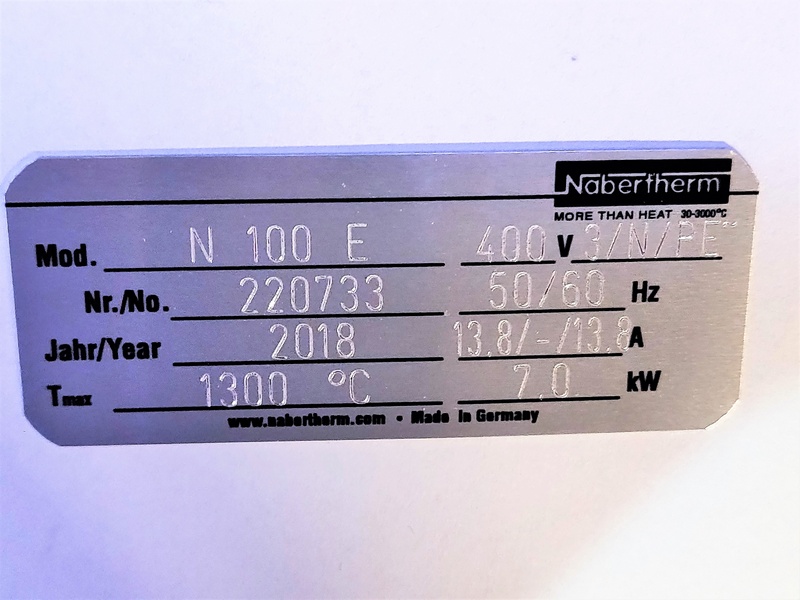 Nabertherm
MORE THAN HEAT 30-3000°C
Mod. N 100 E 400 V 3/N/PE~
Nr./No. 220733 50/60 Hz
Jahr/Year 2018 13.8/-/13.8 A
Tmax 1300 °C 7.0 kW
www.nabertherm.com • Made in Germany